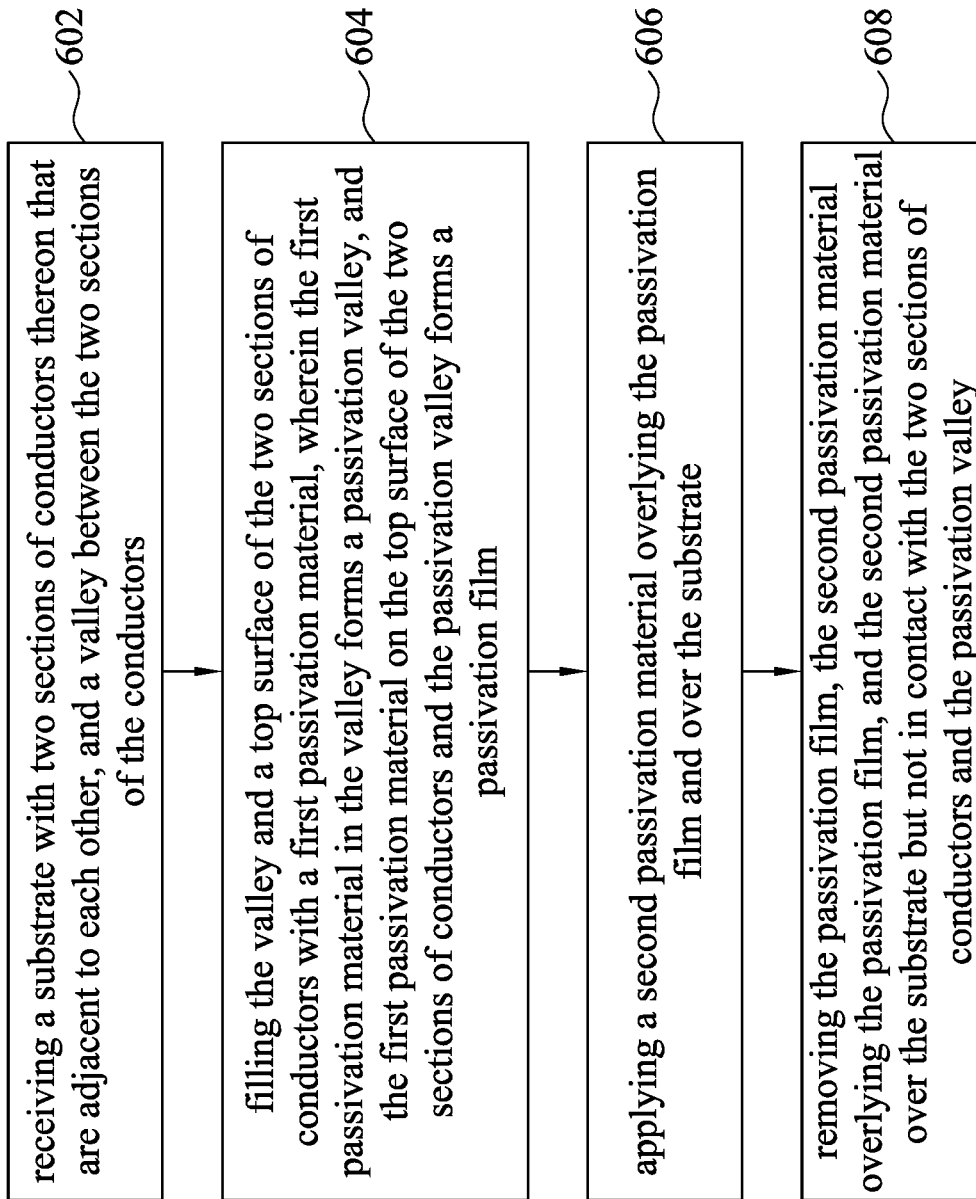 receiving a substrate with two sections of conductors thereon that
are adjacent to each other, and a valley between the two sections
of the conductors
602
filling the valley and a top surface of the two sections of
conductors with a first passivation material, wherein the first
passivation material in the valley forms a passivation valley, and
the first passivation material on the top surface of the two
sections of conductors and the passivation valley forms a
passivation film
604
applying a second passivation material overlying the passivation
film and over the substrate
606
removing the passivation film, the second passivation material
overlying the passivation film, and the second passivation material
over the substrate but not in contact with the two sections of
conductors and the passivation valley
608